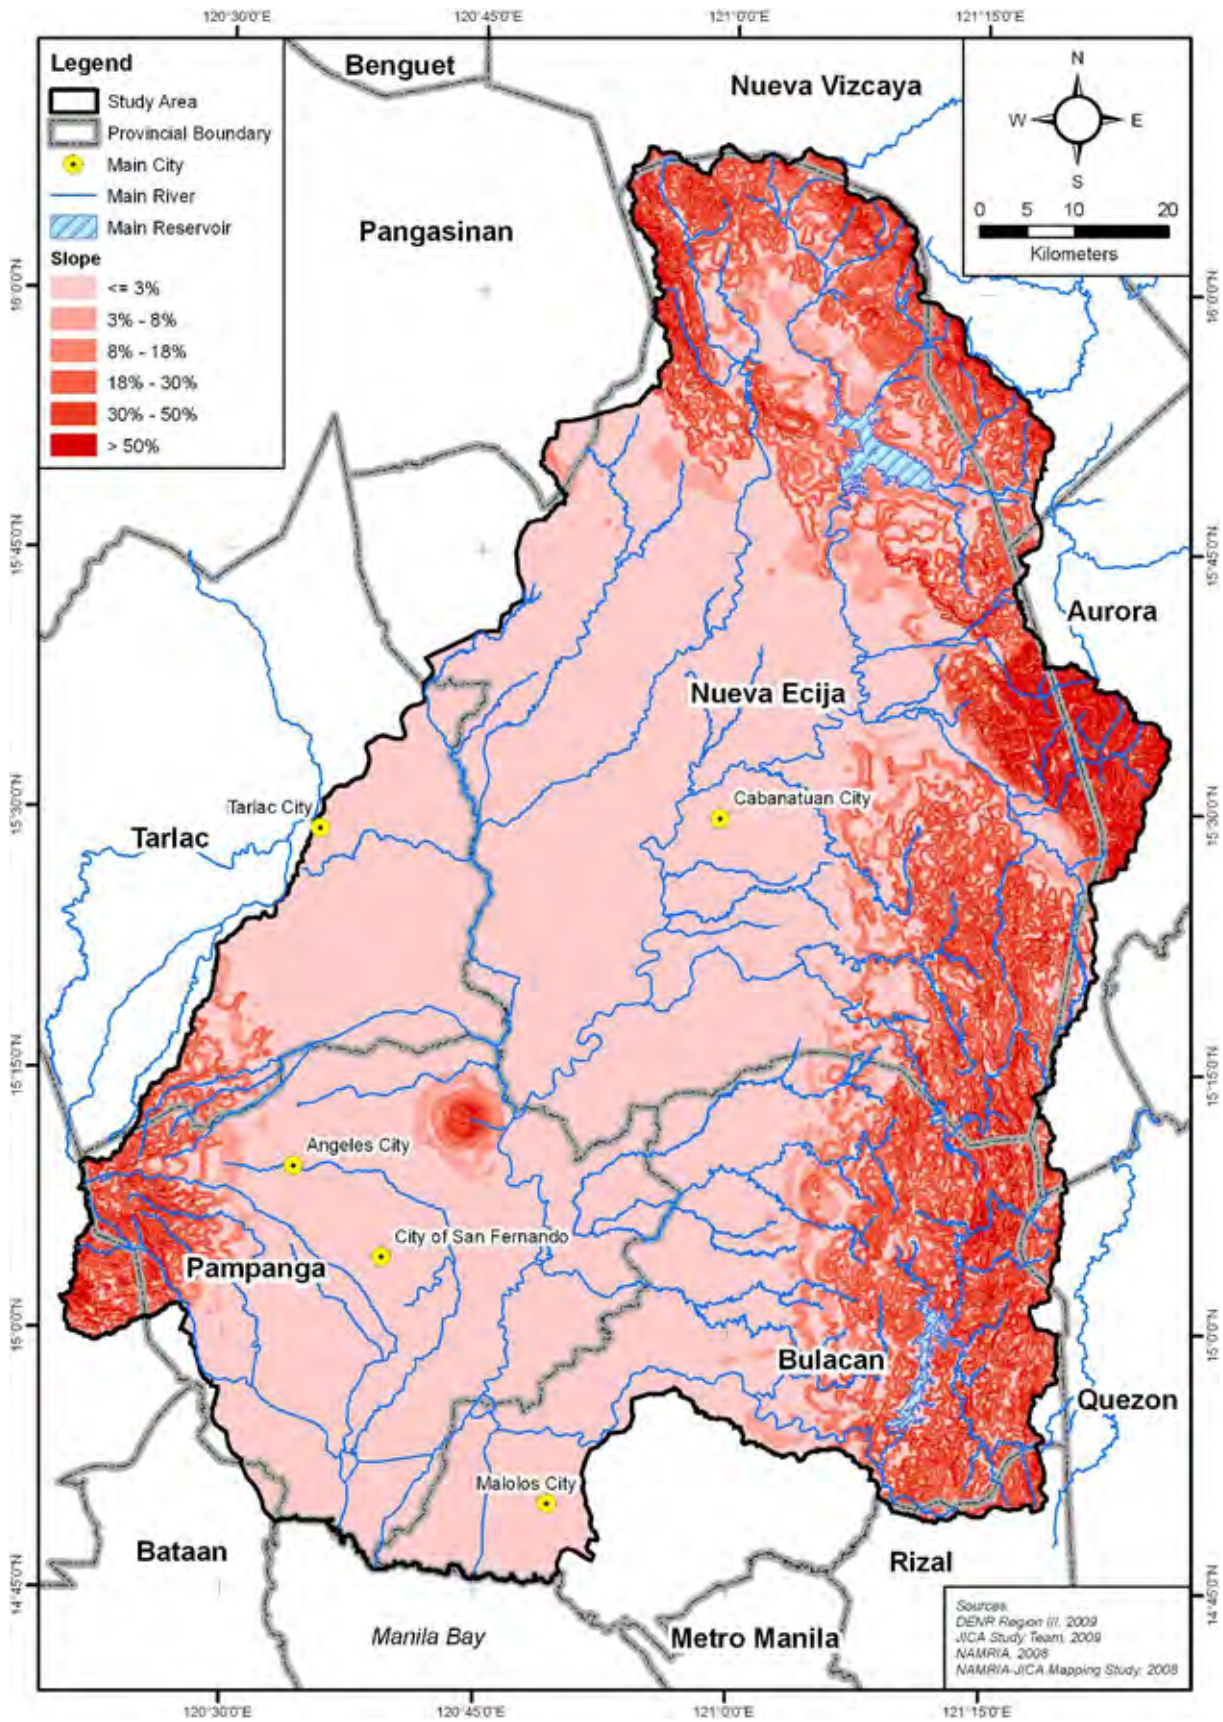 120°30'0"E 120°45'0"E 121°0'0"E 121°15'0"E
Legend
Study Area
Provincial Boundary
Main City
Main River
Main Reservoir
Slope
<= 3%
3% - 8%
8% - 18%
18% - 30%
30% - 50%
> 50%
Benguet
Nueva Vizcaya
N
W E
S
0 5 10 20
Kilometers
Pangasinan
16°0'0"N 16°0'0"N
15°45'0"N 15°45'0"N
Aurora
Nueva Ecija
Tarlac City
Cabanatuan City
15°30'0"N 15°30'0"N
Tarlac
15°15'0"N 15°15'0"N
Angeles City
City of San Fernando
Pampanga
15°0'0"N 15°0'0"N
Bulacan
Quezon
Malolos City
Bataan
Rizal
14°45'0"N 14°45'0"N
Manila Bay
Metro Manila
Sources:
DENR Region III, 2009
JICA Study Team, 2009
NAMRIA, 2008
NAMRIA-JICA Mapping Study, 2008
120°30'0"E 120°45'0"E 121°0'0"E 121°15'0"E